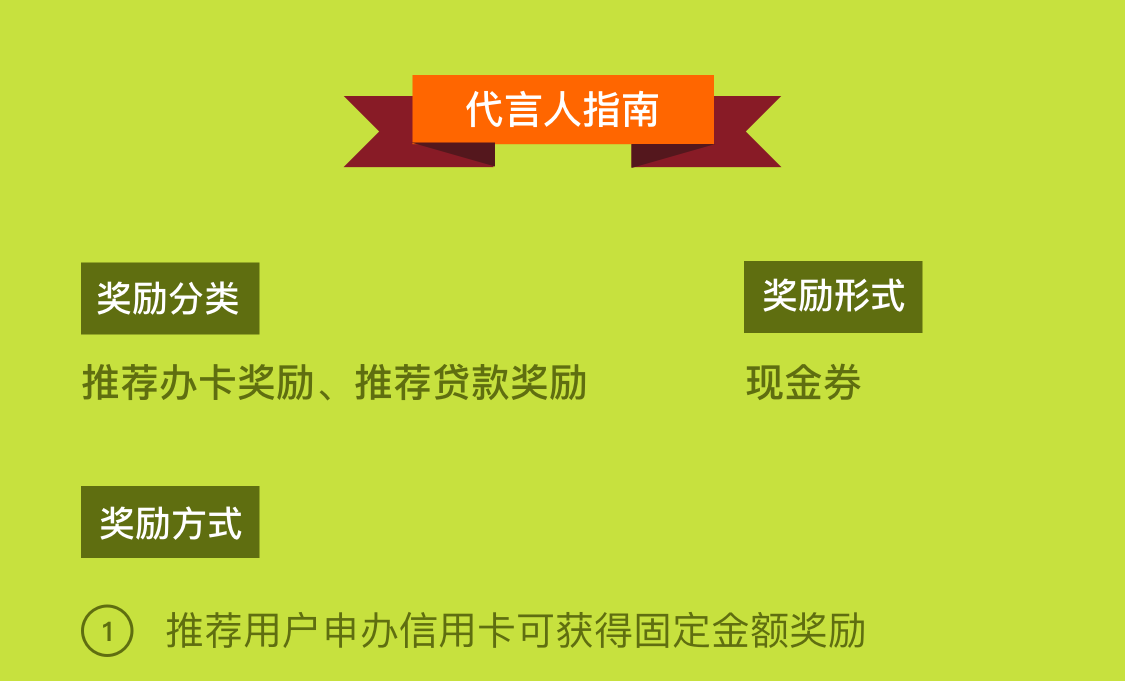 代言人指南
奖励分类
奖励形式
推荐办卡奖励、推荐贷款奖励
现金券
奖励方式
1 推荐用户申办信用卡可获得固定金额奖励